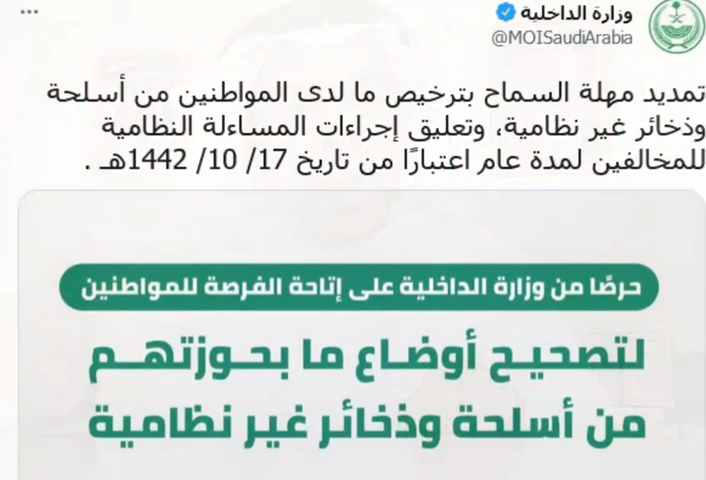 وزارة الداخلية
@MOISaudiArabia
تمديد مهلة السماح بترخيص ما لدى المواطنين من أسلحة
وذخائر غير نظامية، وتعليق إجراءات المساءلة النظامية
للمخالفين لمدة عام اعتبارًا من تاريخ 17/ 10/ 1442هـ .
حرصًا من وزارة الداخلية على إتاحة الفرصة للمواطنين
لتصحيح أوضاع ما بحوزتهم
من أسلحة وذخائر غير نظامية